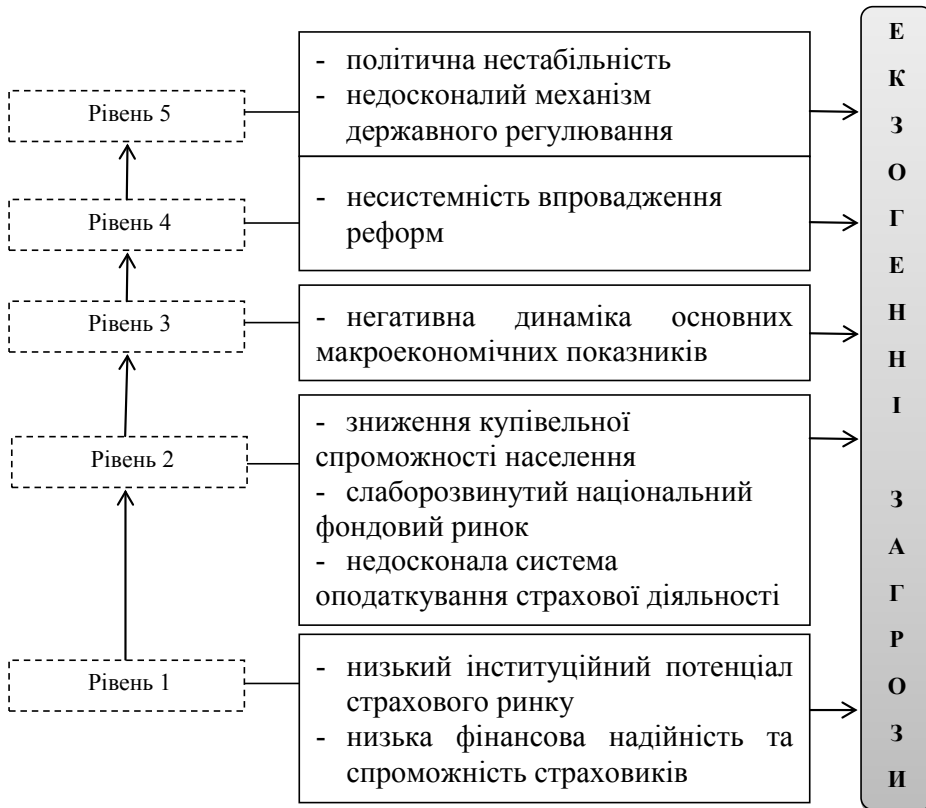 Рівень 5
- політична нестабільність
- недосконалий механізм
державного регулювання
Рівень 4
- несистемність впровадження
реформ
Рівень 3
- негативна динаміка основних
макроекономічних показників
Рівень 2
- зниження купівельної
спроможності населення
- слаборозвинутий національний
фондовий ринок
- недосконала система
оподаткування страхової діяльності
Рівень 1
- низький інституційний потенціал
страхового ринку
- низька фінансова надійність та
спроможність страховиків
ЕКЗОГЕННІ ЗАГРОЗИ